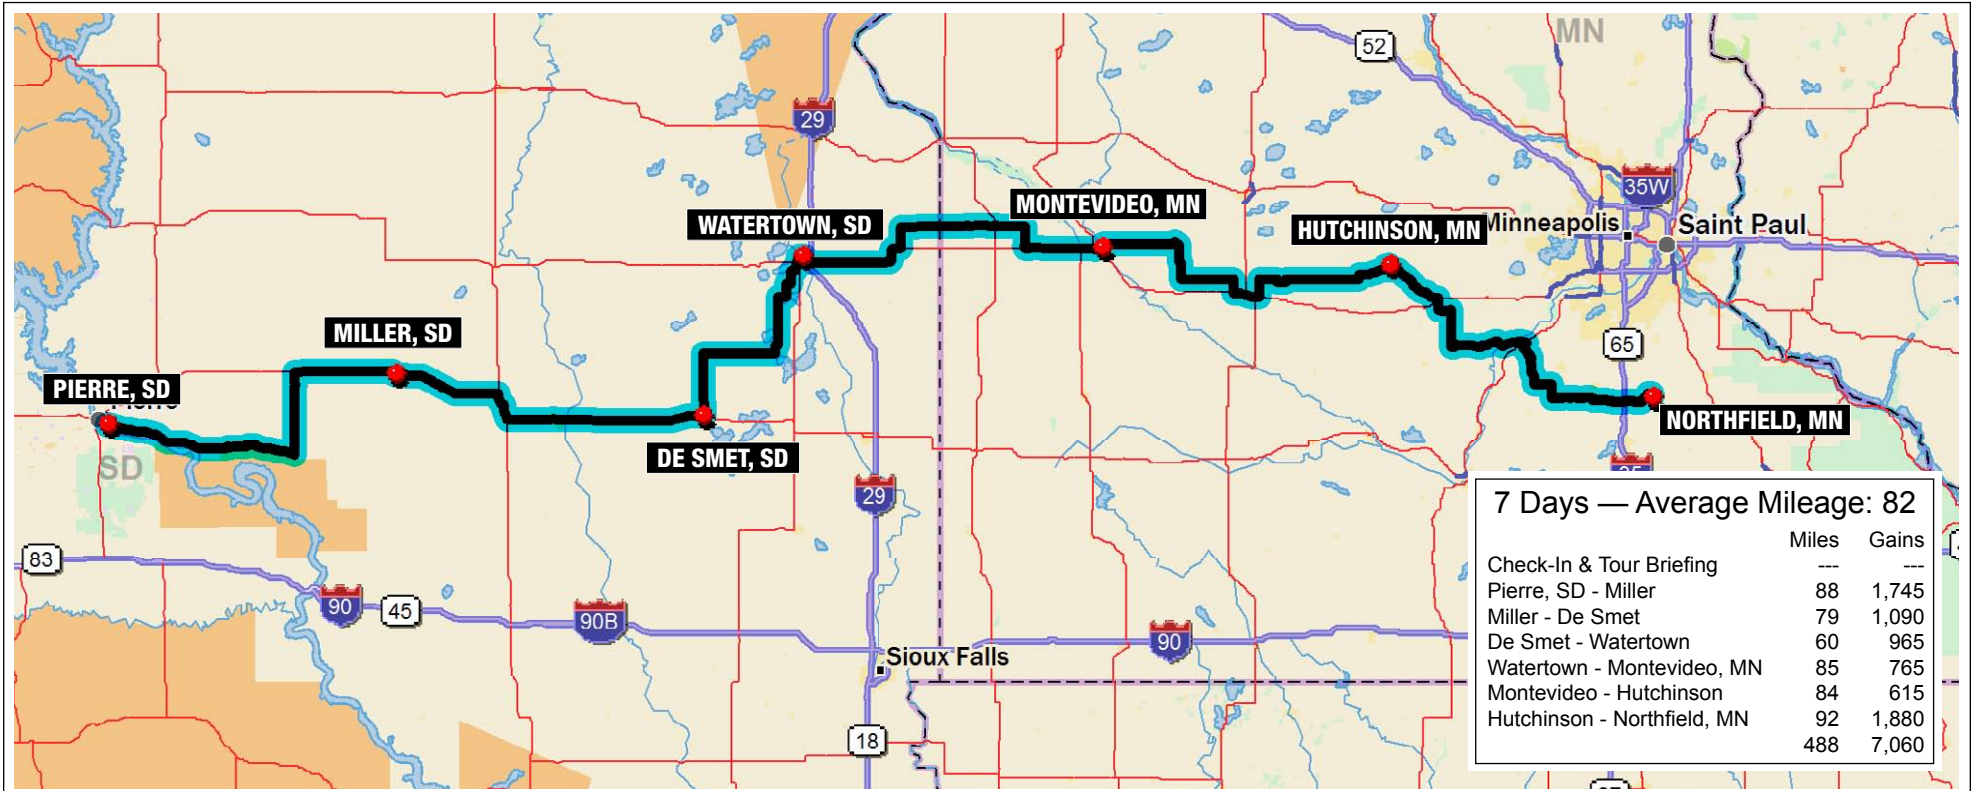 MN
52
29
35W
MONTEVIDEO, MN
WATERTOWN, SD
HUTCHINSON, MN
Minneapolis
Saint Paul
MILLER, SD
65
PIERRE, SD
NORTHFIELD, MN
DE SMET, SD
SD
29
7 Days — Average Mileage: 82
Miles Gains
Check-In & Tour Briefing --- ---
Pierre, SD - Miller 88 1,745
Miller - De Smet 79 1,090
De Smet - Watertown 60 965
Watertown - Montevideo, MN 85 765
Montevideo - Hutchinson 84 615
Hutchinson - Northfield, MN 92 1,880
488 7,060
83
90
45
90B
90
Sioux Falls
18